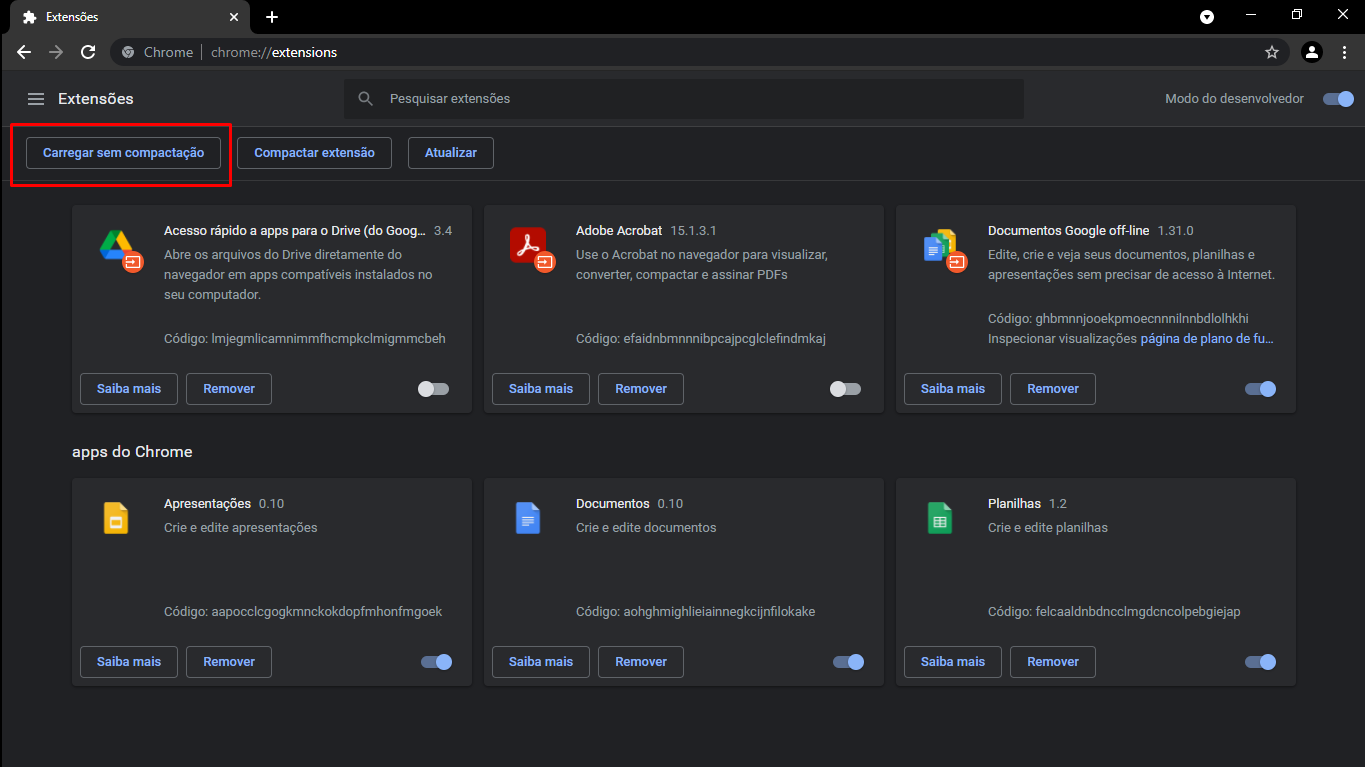 Extensões
Chrome chrome://extensions
Extensões
Pesquisar extensões
Modo do desenvolvedor
Carregar sem compactação
Compactar extensão
Atualizar
Acesso rápido a apps para o Drive (do Goog... 3.4
Abre os arquivos do Drive diretamente do
navegador em apps compatíveis instalados no
seu computador.
Código: lmjegmlicamnimmfhcmpkclmigmmcbeh
Saiba mais
Remover
Adobe Acrobat 15.1.3.1
Use o Acrobat no navegador para visualizar,
converter, compactar e assinar PDFs
Código: efaidnbmnnnibpcajpcglclefindmkaj
Saiba mais
Remover
Documentos Google off-line 1.31.0
Edite, crie e veja seus documentos, planilhas e
apresentações sem precisar de acesso à Internet.
Código: ghbmnnjooekpmoecnnnilnnbdlolhkhi
Inspecionar visualizações página de plano de fu...
Saiba mais
Remover
apps do Chrome
Apresentações 0.10
Crie e edite apresentações
Código: aapocclcgogkmnckokdopfmhonfmgoek
Saiba mais
Remover
Documentos 0.10
Crie e edite documentos
Código: aohghmighlieiainnegkcijnfilokake
Saiba mais
Remover
Planilhas 1.2
Crie e edite planilhas
Código: felcaaldnbdncclmgdcncolpebgiejap
Saiba mais
Remover